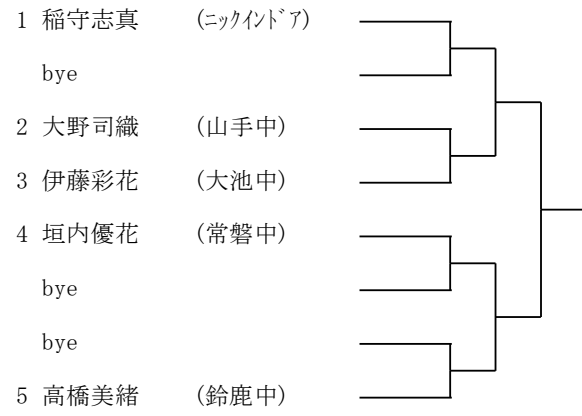 1 稲守志真 (ﾆｯｸｲﾝﾄﾞｱ)
bye
2 大野司織 (山手中)
3 伊藤彩花 (大池中)
4 垣内優花 (常磐中)
bye
bye
5 高橋美緒 (鈴鹿中)